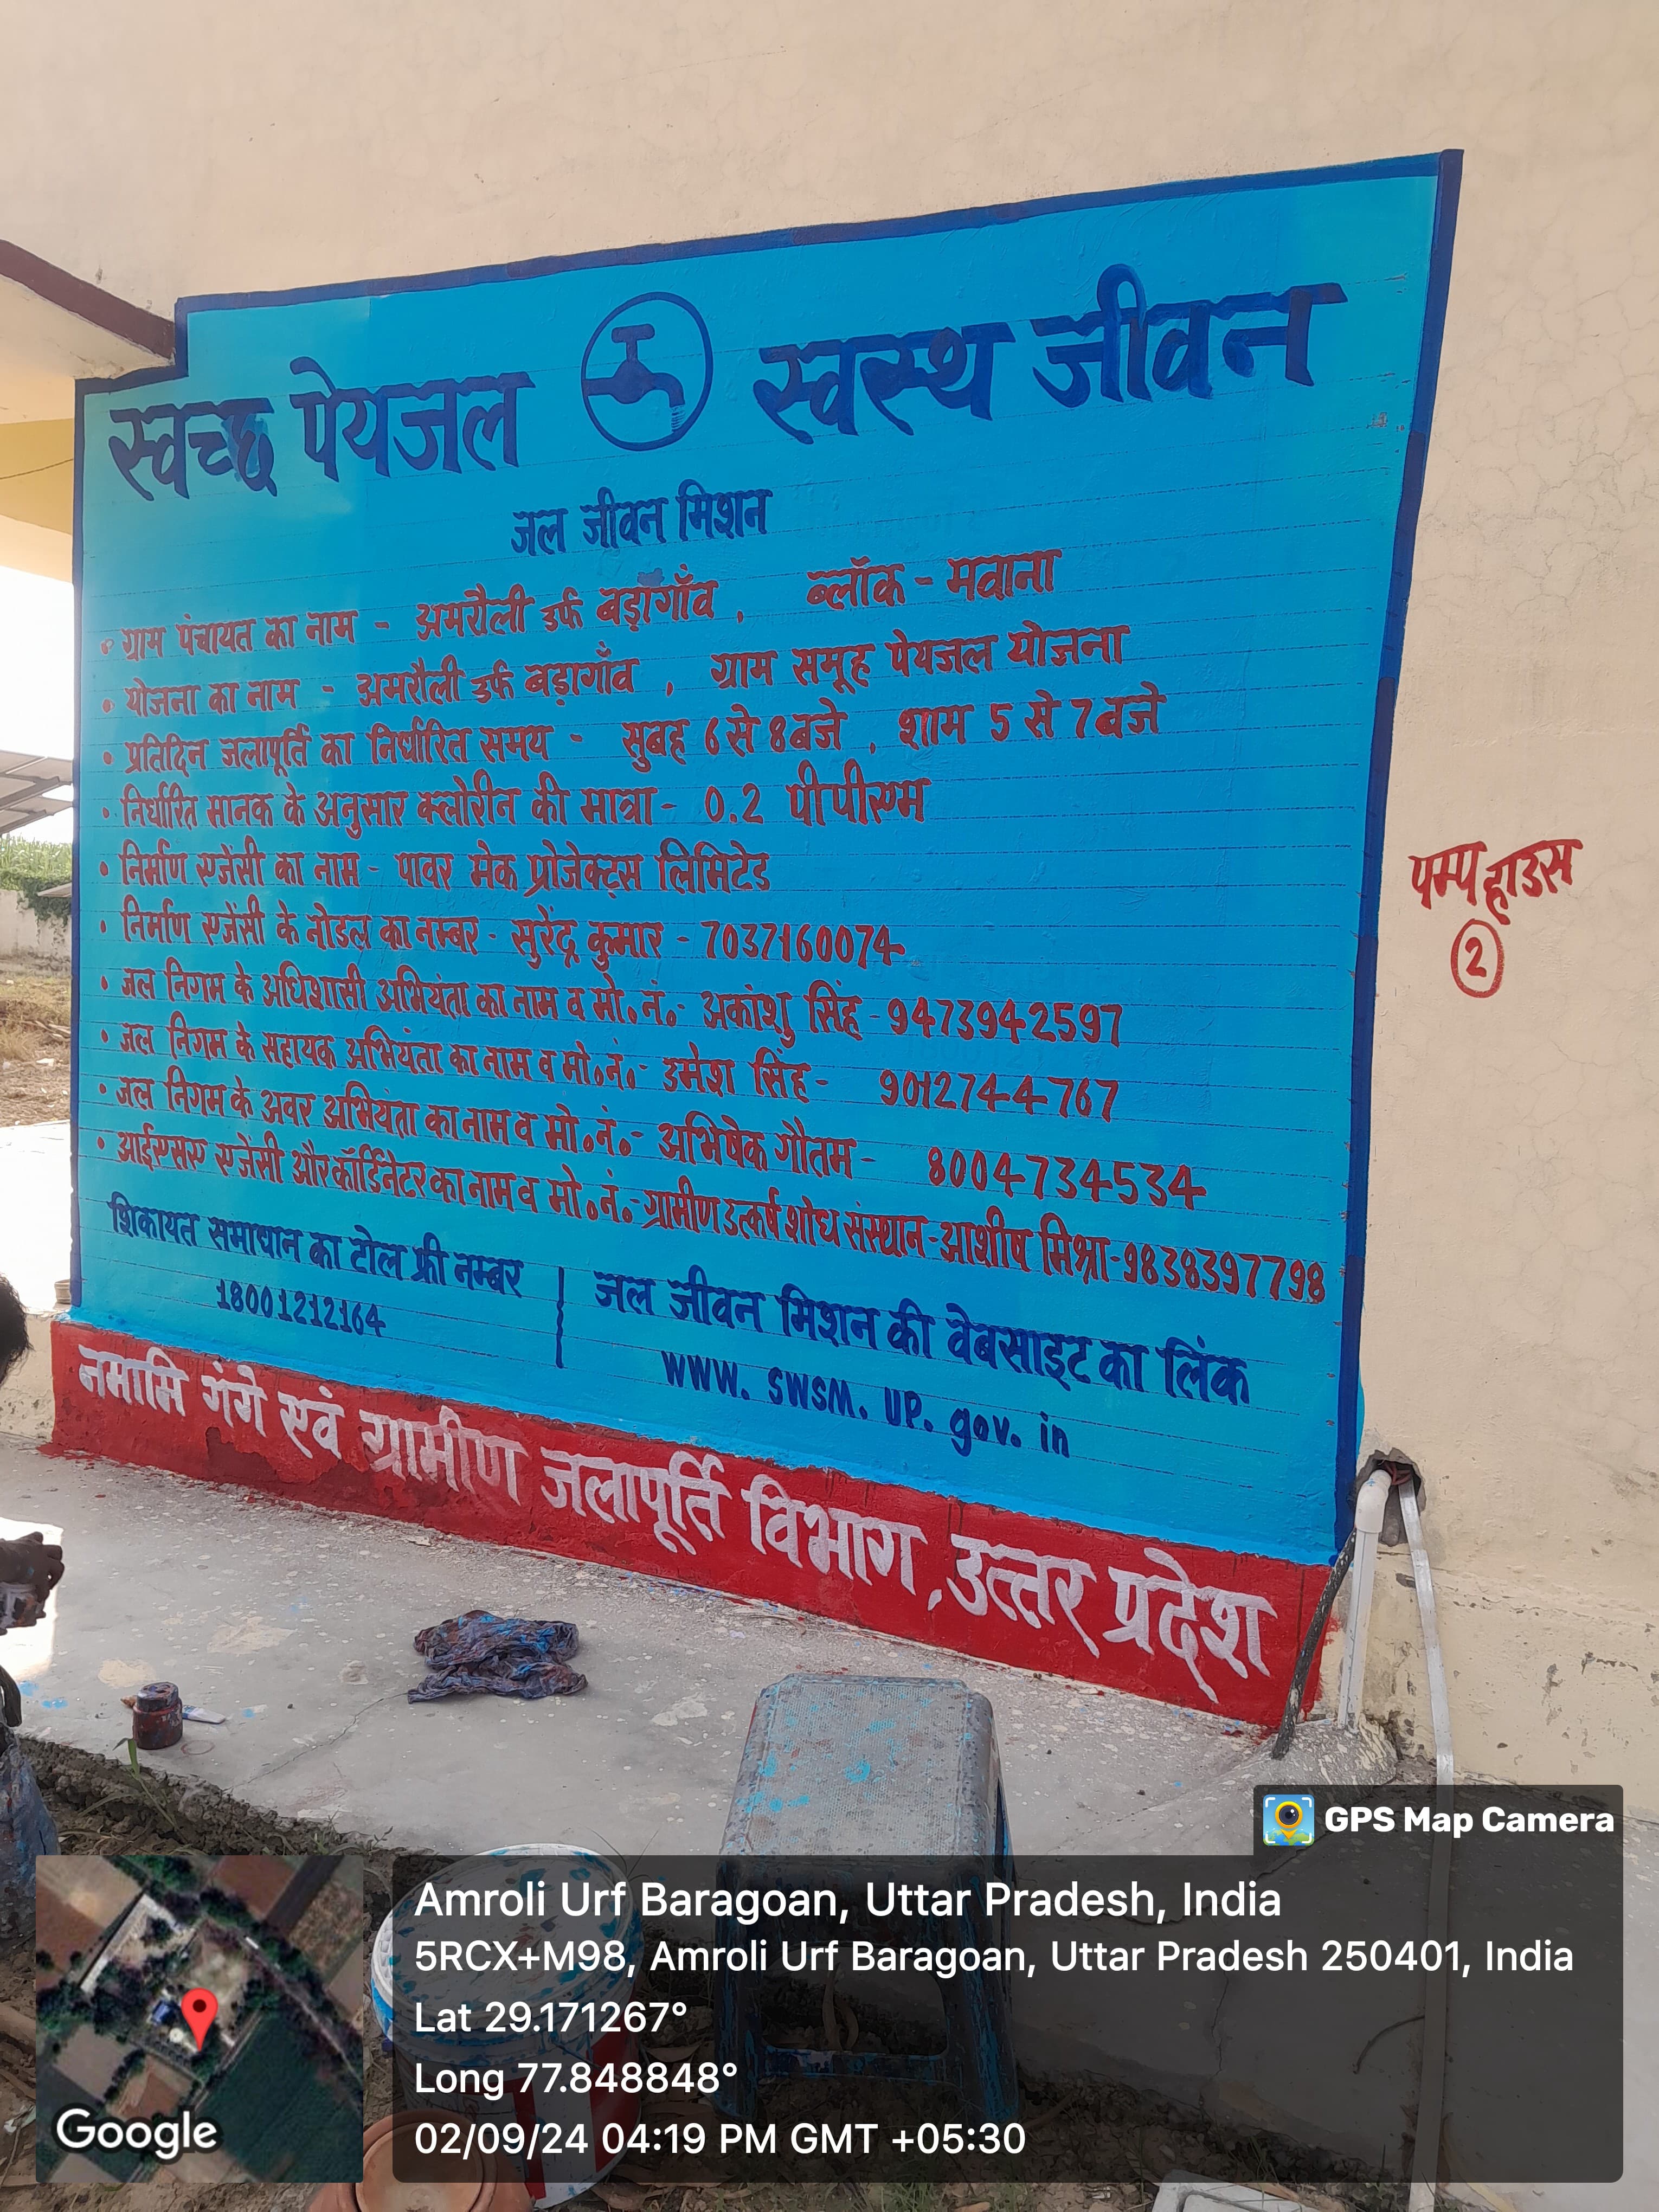 स्वच्छ पेयजल स्वस्थ जीवन
जल जीवन मिशन
• ग्राम पंचायत का नाम - अमरौली उर्फ बड़ागाँव, ब्लॉक - मवाना
• योजना का नाम - अमरौली उर्फ बड़ागाँव, ग्राम समूह पेयजल योजना
• प्रतिदिन जलापूर्ति का निर्धारित समय - सुबह 6 से 8 बजे, शाम 5 से 7 बजे
• निर्धारित मानक के अनुसार क्लोरीन की मात्रा - 0.2 पीपीएम
• निर्माण एजेंसी का नाम - पावर मेक प्रोजेक्ट्स लिमिटेड
• निर्माण एजेंसी के नोडल का नम्बर - सुरेंद्र कुमार - 7037160074
• जल निगम के अधिशासी अभियंता का नाम व मो० नं०- अकांशु सिंह - 9473942597
• जल निगम के सहायक अभियंता का नाम व मो० नं०- उमेश सिंह - 9012744767
• जल निगम के अवर अभियंता का नाम व मो० नं०- अभिषेक गौतम - 8004734534
• आईएसए एजेंसी और कॉर्डिनेटर का नाम व मो० नं०- ग्रामीण उत्कर्ष शोध संस्थान - आशीष मिश्रा - 9838397798
शिकायत समाधान का टोल फ्री नम्बर
18001212164
जल जीवन मिशन की वेबसाइट का लिंक
www. swsm. up. gov. in
नमामि गंगे एवं ग्रामीण जलापूर्ति विभाग, उत्तर प्रदेश
पम्प हाउस
2
GPS Map Camera
Amroli Urf Baragoan, Uttar Pradesh, India
5RCX+M98, Amroli Urf Baragoan, Uttar Pradesh 250401, India
Lat 29.171267°
Long 77.848848°
02/09/24 04:19 PM GMT +05:30
Google